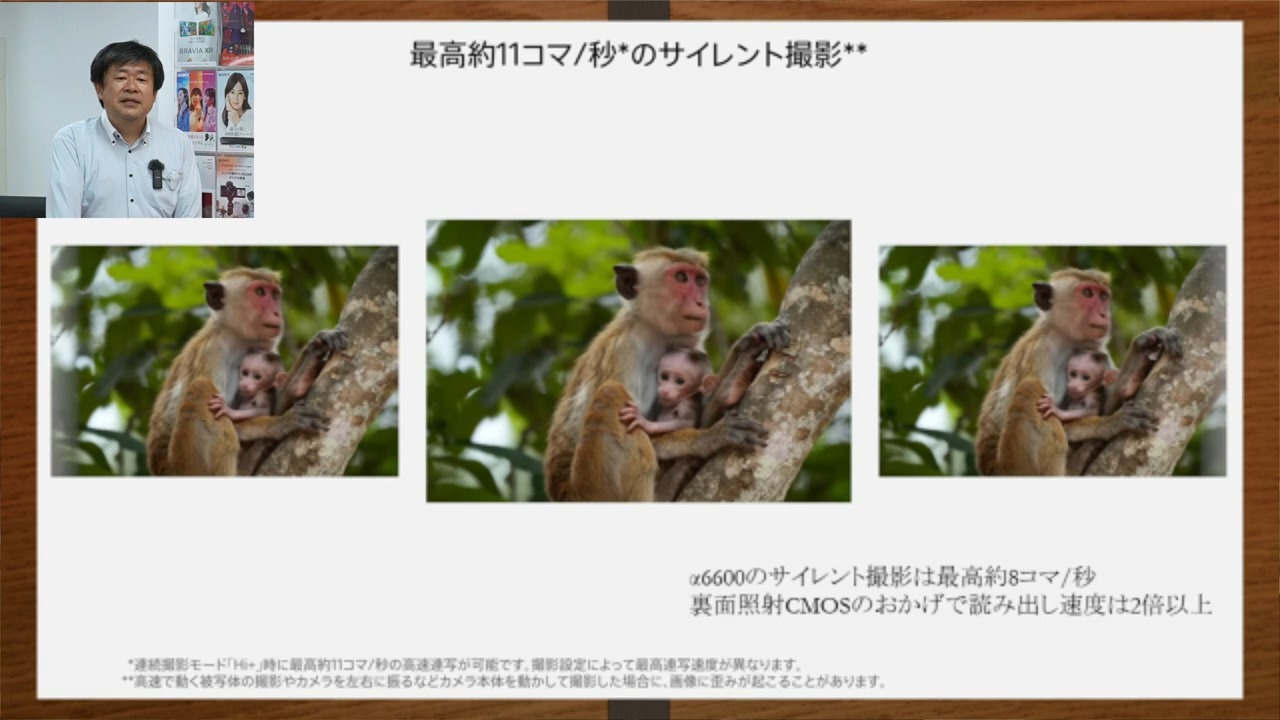 最高約11コマ/秒*のサイレント撮影**
BRAVIA XR
α6600のサイレント撮影は最高約8コマ/秒
裏面照射CMOSのおかげで読み出し速度は2倍以上
*連続撮影モード「Hi+」時に最高約11コマ/秒の高速連写が可能です。撮影設定によって最高連写速度が異なります。
**高速で動く被写体の撮影やカメラを左右に振るなどカメラ本体を動かして撮影した場合に、画像に歪みが起こることがあります。